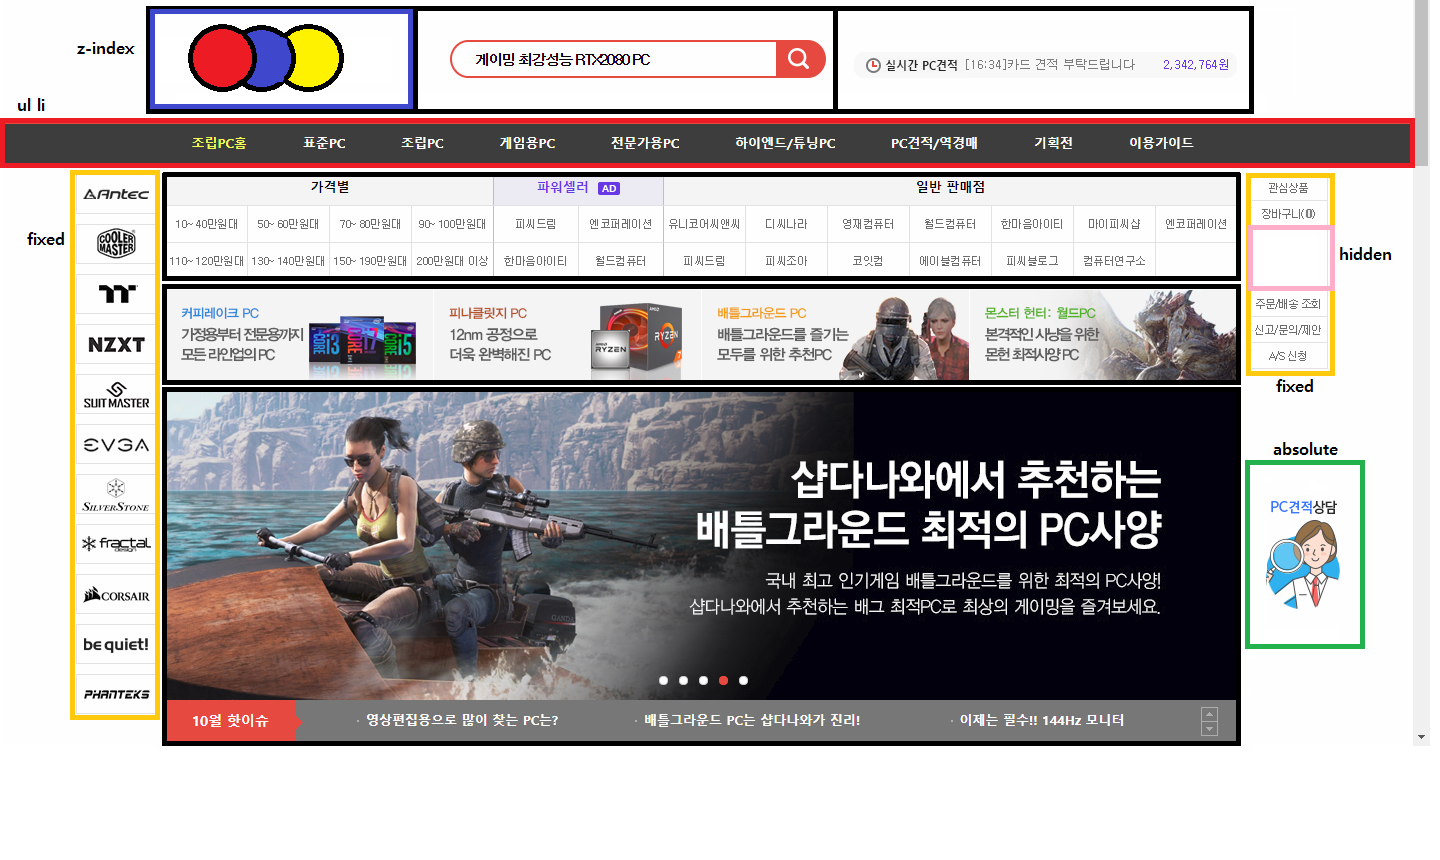 z-index
게이밍 최강성능 RTX2080 PC
실시간 PC견적 [16:34]카드 견적 부탁드립니다 2,342,764원
ul li
조립PC홈 표준PC 조립PC 게임용PC 전문가용PC 하이엔드/튜닝PC PC견적/역경매 기획전 이용가이드
fixed
Antec
COOLER MASTER
NZXT
SUITMASTER
EVGA
SILVERSTONE
fractal
design
CORSAIR
be quiet!
PHANTEKS
가격별 파워셀러 AD 일반 판매점
10~ 40만원대 50~ 60만원대 70~ 80만원대 90~ 100만원대 피씨드림 엔코퍼레이션 유니코어씨앤씨 디씨나라 영재컴퓨터 월드컴퓨터 한마음아이티 마이피씨샵 엔코퍼레이션
110~ 120만원대 130~ 140만원대 150~ 190만원대 200만원대 이상 한마음아이티 월드컴퓨터 피씨드림 피씨조아 코잇컴 에이블컴퓨터 피씨블로그 컴퓨터연구소
커피레이크 PC
가정용부터 전문용까지
모든 라인업의 PC
CORE i3
CORE i7
CORE i5
피나클릿지 PC
12nm 공정으로
더욱 완벽해진 PC
AMD
RYZEN
RYZEN
7
배틀그라운드 PC
배틀그라운드를 즐기는
모두를 위한 추천PC
몬스터 헌터: 월드PC
본격적인 사냥을 위한
몬헌 최적사양 PC
샵다나와에서 추천하는
배틀그라운드 최적의 PC사양
국내 최고 인기게임 배틀그라운드를 위한 최적의 PC사양!
샵다나와에서 추천하는 배그 최적PC로 최상의 게이밍을 즐겨보세요.
10월 핫이슈 · 영상편집용으로 많이 찾는 PC는? · 배틀그라운드 PC는 샵다나와가 진리! · 이제는 필수!! 144Hz 모니터
관심상품
장바구니(0)
hidden
주문/배송 조회
신고/문의/제안
A/S 신청
fixed
absolute
PC견적상담